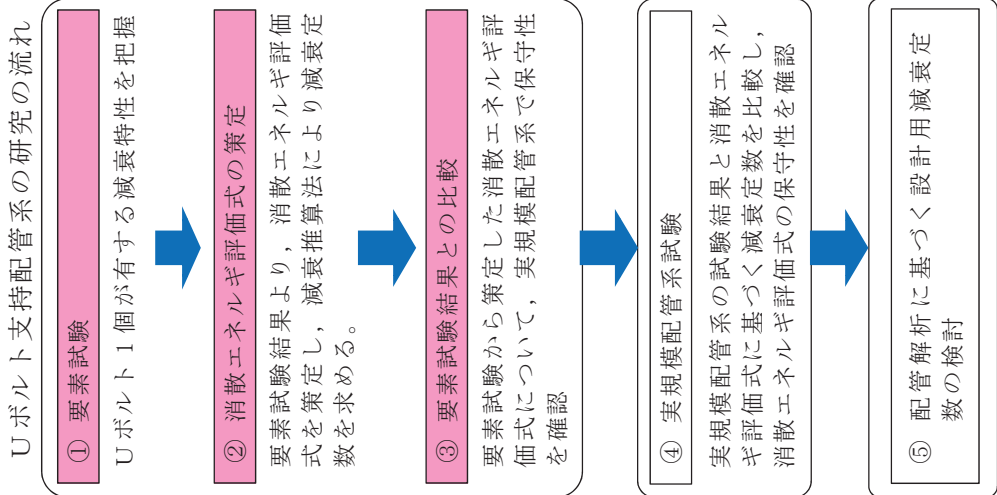 Uボルト支持配管系の研究の流れ
① 要素試験
Uボルト1個が有する減衰特性を把握
② 消散エネルギ評価式の策定
要素試験結果より，消散エネルギ評価
式を策定し，減衰推算法により減衰定
数を求める。
③ 要素試験結果との比較
要素試験から策定した消散エネルギ評
価式について，実規模配管系で保守性
を確認
④ 実規模配管系試験
実規模配管系の試験結果と消散エネル
ギ評価式に基づく減衰定数を比較し，
消散エネルギ評価式の保守性を確認
⑤ 配管解析に基づく設計用減衰定
数の検討